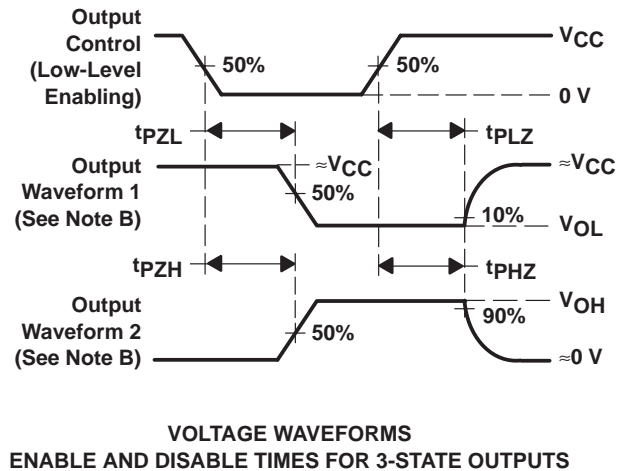 Output
Control
(Low-Level
Enabling)
50%
50%
VCC
0 V
tPZL
tPLZ
Output
Waveform 1
(See Note B)
≈VCC
50%
≈VCC
10%
VOL
tPZH
tPHZ
Output
Waveform 2
(See Note B)
50%
VOH
90%
≈0 V
VOLTAGE WAVEFORMS
ENABLE AND DISABLE TIMES FOR 3-STATE OUTPUTS